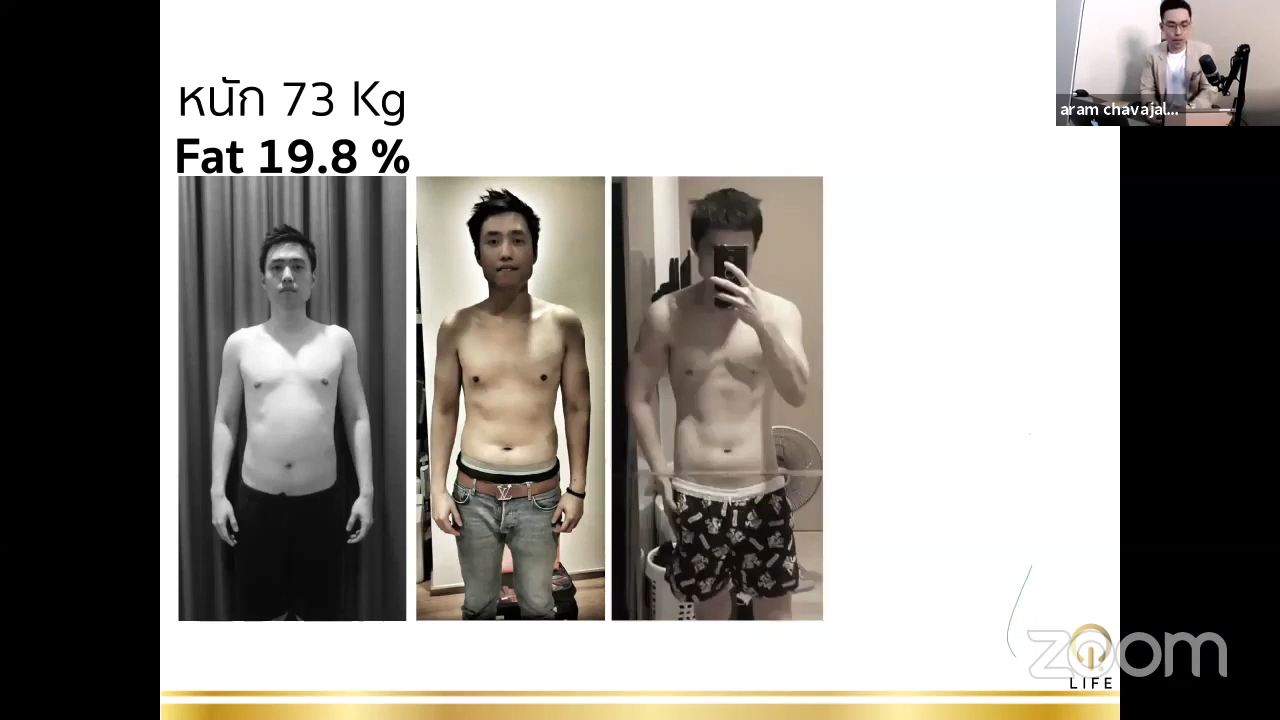 หนัก 73 Kg
Fat 19.8 %
aram chavajal...
zoom
LIFE